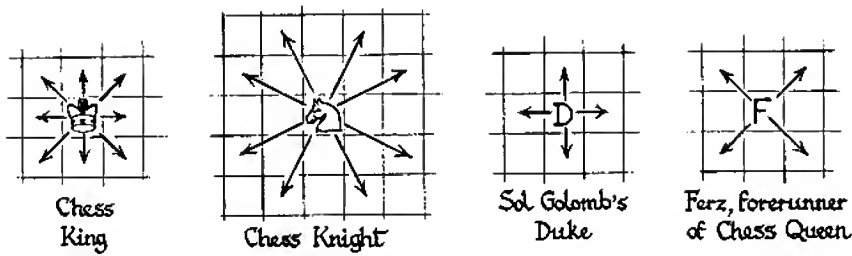 D
F
Chess
King
Chess Knight
Sol Golomb's
Duke
Ferz, forerunner
of Chess Queen